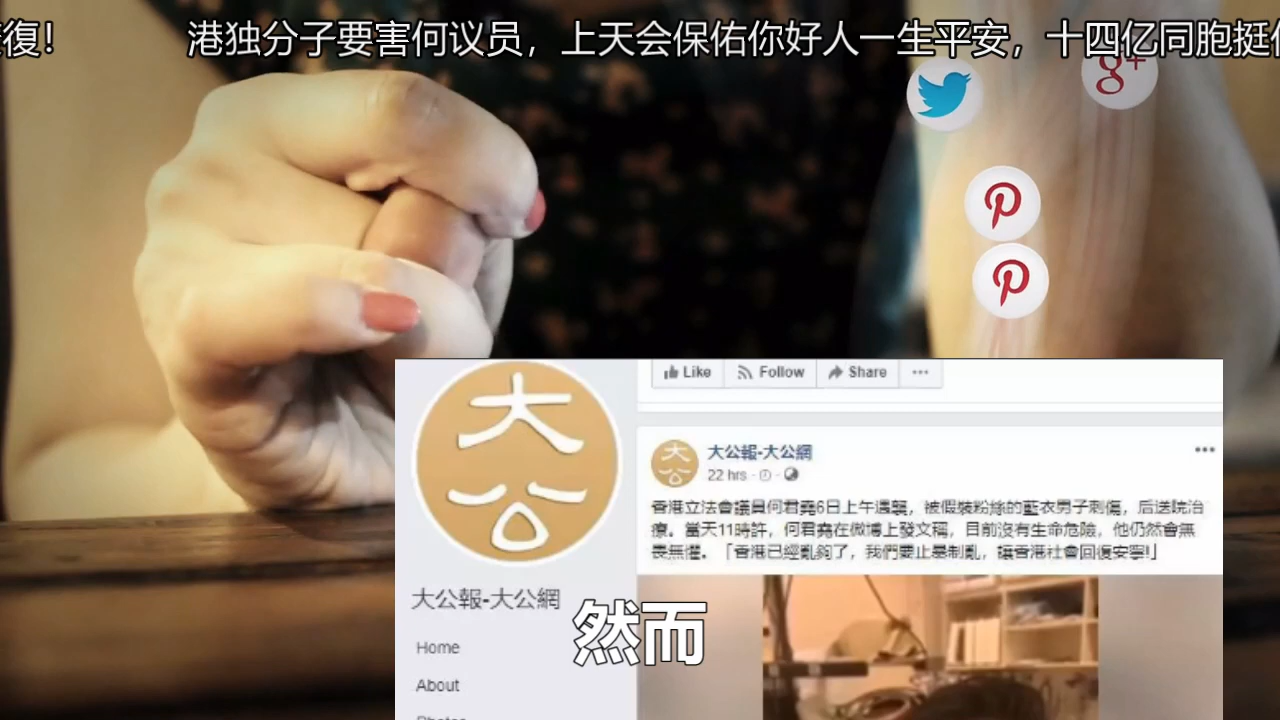 復！ 港独分子要害何议员，上天会保佑你好人一生平安，十四亿同胞挺
g+
大公
Like Follow Share ...
大公報-大公網
22 hrs
香港立法會議員何君堯6日上午遇襲，被假裝粉絲的藍衣男子刺傷，后送院治
療。當天11時許，何君堯在微博上發文稱，目前沒有生命危險，他仍然會無
畏無懼。「香港已經亂夠了，我們要止暴制亂，讓香港社會回復安寧!」
大公報-大公網
然而
Home
About